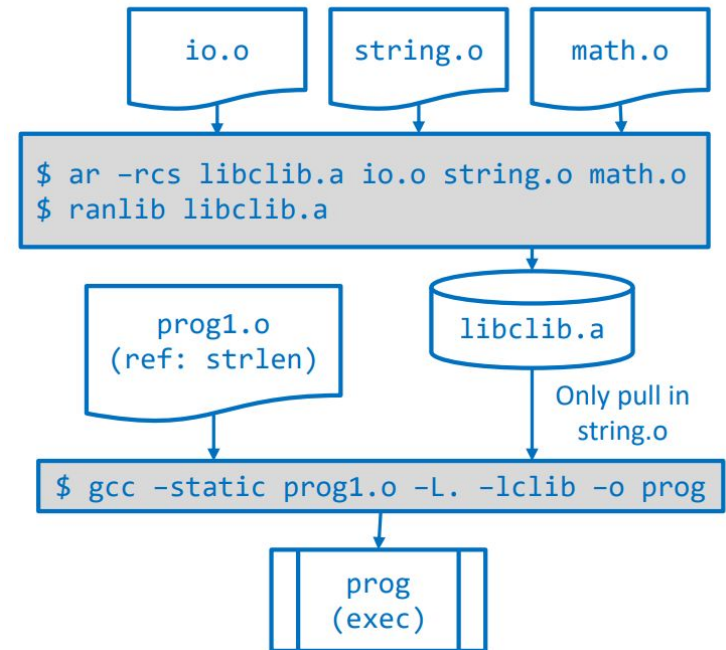 io.o
string.o
math.o
$ ar –rcs libclib.a io.o string.o math.o
$ ranlib libclib.a
prog1.o
(ref: strlen)
libclib.a
Only pull in
string.o
$ gcc –static prog1.o –L. –lclib –o prog
prog
(exec)